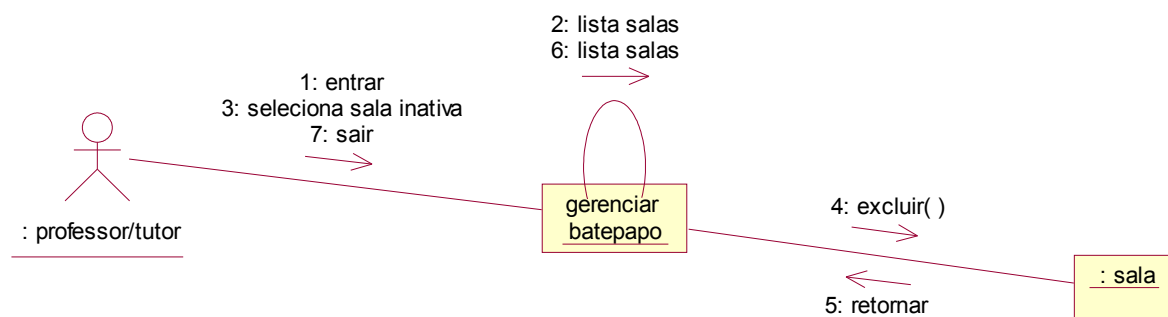 2: lista salas
6: lista salas
1: entrar
3: seleciona sala inativa
7: sair
: professor/tutor
gerenciar
batepapo
4: excluir( )
: sala
5: retornar